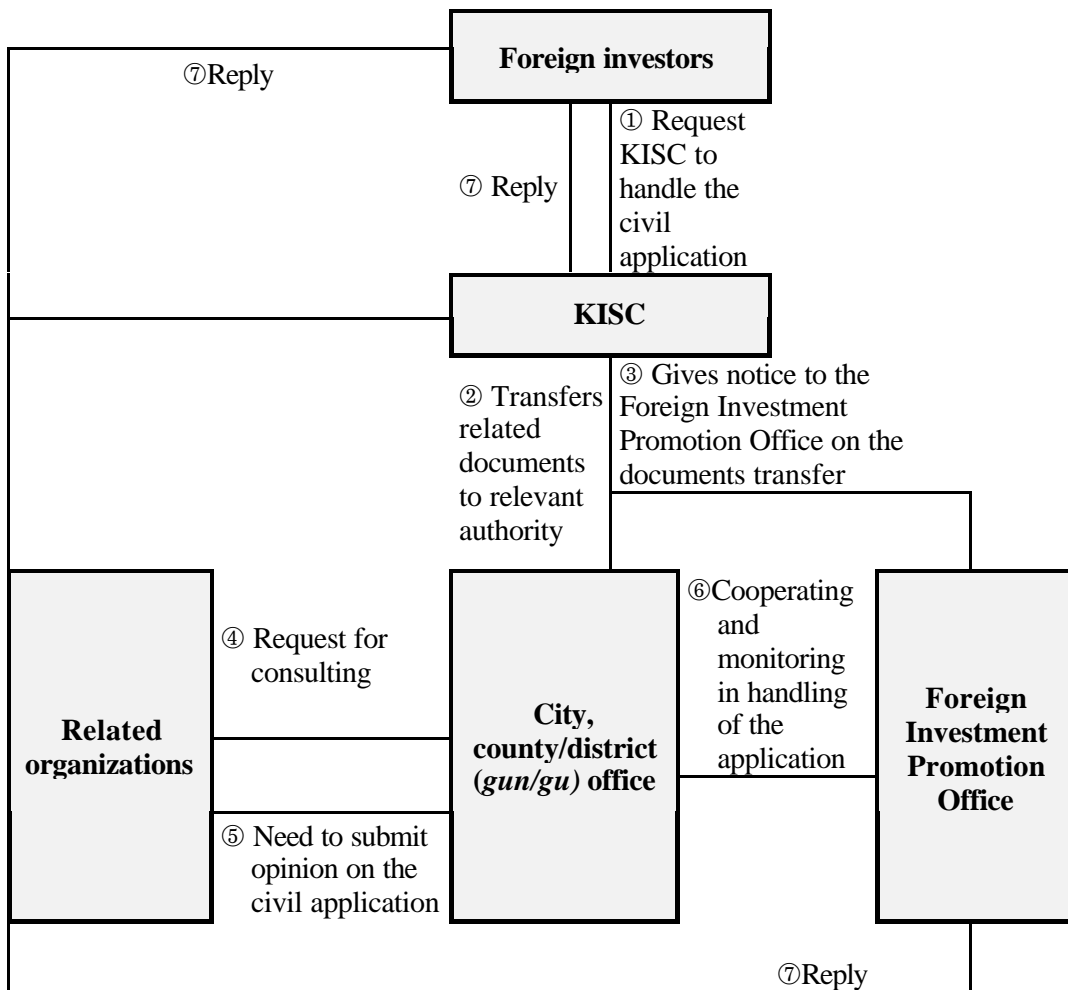 Foreign investors
⑦Reply
① Request
KISC to
handle the
civil
application
⑦ Reply
KISC
② Transfers
related
documents
to relevant
authority
③ Gives notice to the
Foreign Investment
Promotion Office on the
documents transfer
④ Request for
consulting
Related
organizations
⑤ Need to submit
opinion on the
civil application
City,
county/district
(gun/gu) office
⑥Cooperating
and
monitoring
in handling
of the
application
Foreign
Investment
Promotion
Office
⑦Reply